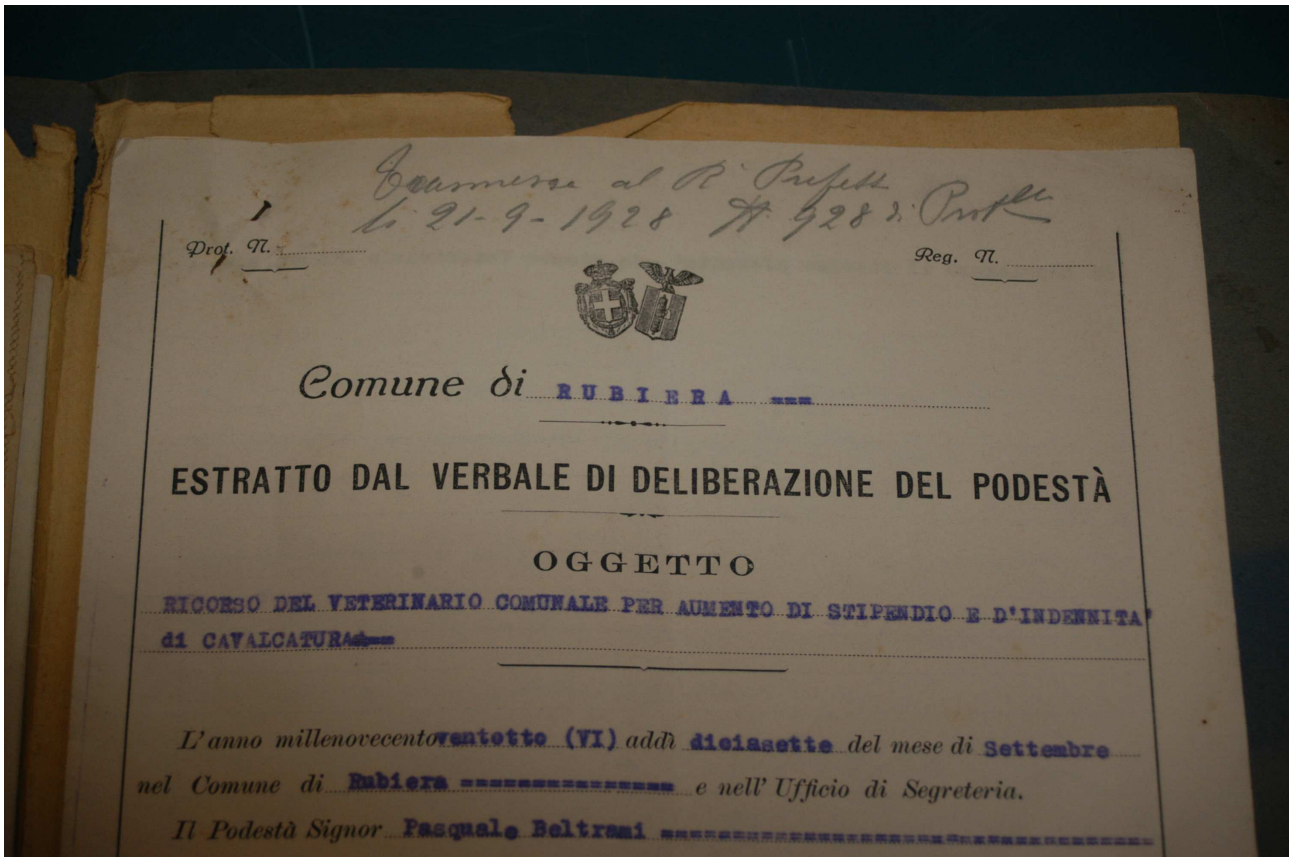 Trasmessa al R° Prefett
li 21-9-1928 N. 928 di Prot
Prot. N.
Reg. N.
Comune di RUBIERA ===
ESTRATTO DAL VERBALE DI DELIBERAZIONE DEL PODESTÀ
OGGETTO
RICORSO DEL VETERINARIO COMUNALE PER AUMENTO DI STIPENDIO E D'INDENNITA'
di CAVALCATURA===
L'anno millenovecentoventotto (VI) addì diciasette del mese di Settembre
nel Comune di Rubiera =============== e nell' Ufficio di Segreteria.
Il Podestà Signor Pasquale Beltrami ==================================